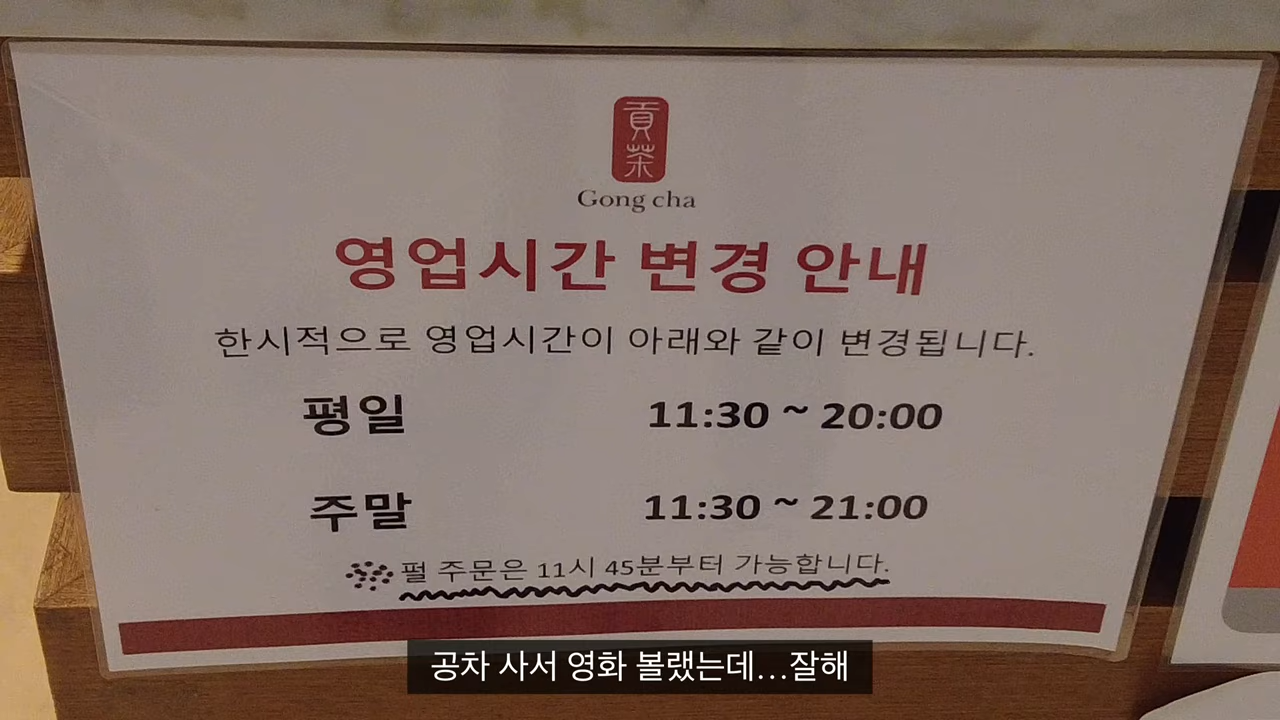 貢茶
Gong cha
영업시간 변경 안내
한시적으로 영업시간이 아래와 같이 변경됩니다.
평일 11:30 ~ 20:00
주말 11:30 ~ 21:00
펄 주문은 11시 45분부터 가능합니다.
공차 사서 영화 볼랬는데...잘해